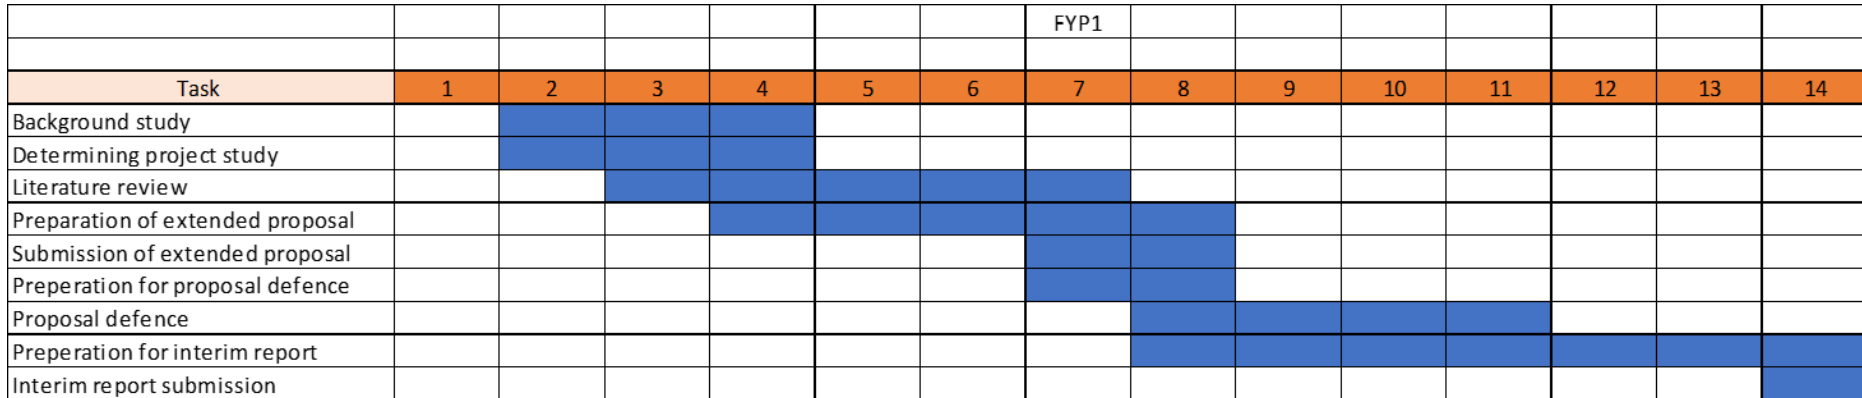 FYP1
Task 1 2 3 4 5 6 7 8 9 10 11 12 13 14
Background study
Determining project study
Literature review
Preparation of extended proposal
Submission of extended proposal
Preperation for proposal defence
Proposal defence
Preperation for interim report
Interim report submission